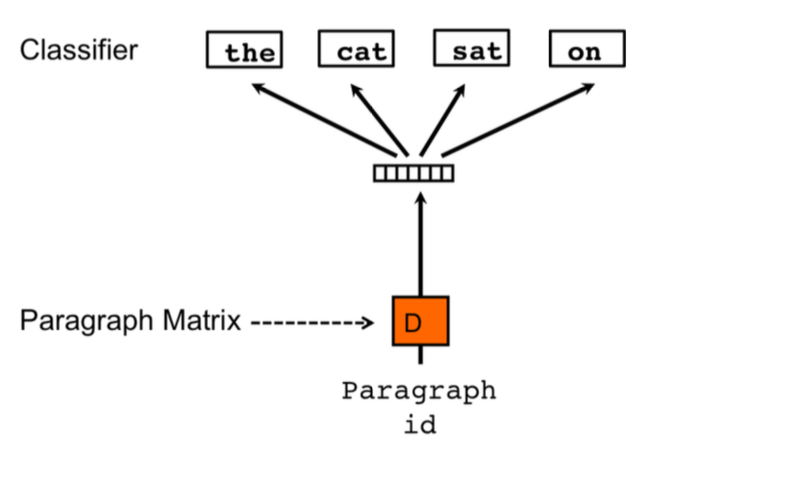 Classifier the cat sat on
Paragraph Matrix D
Paragraph
id